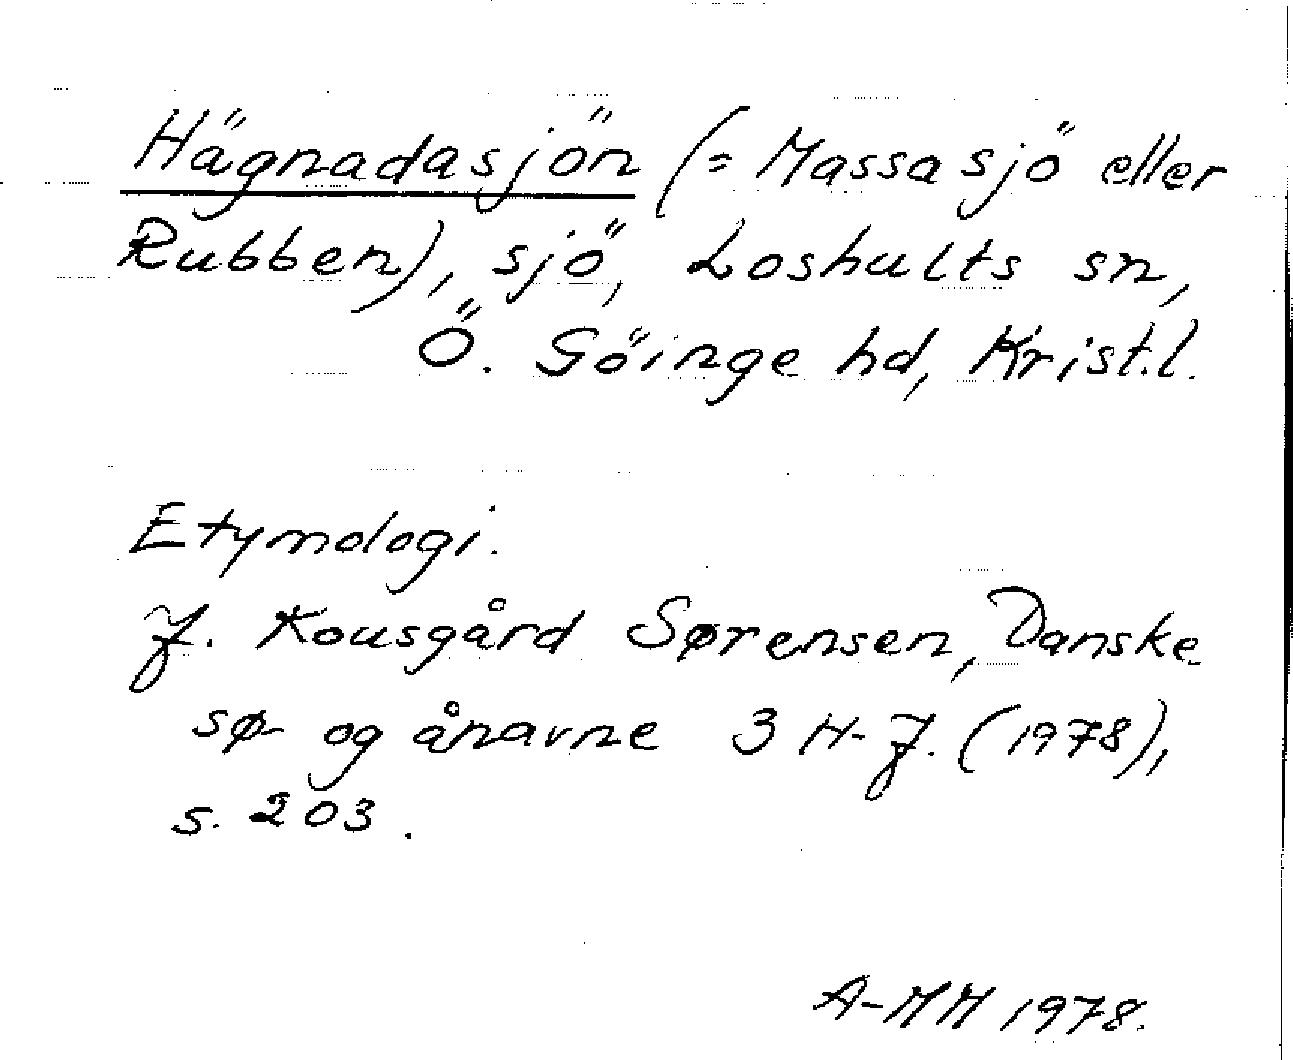 Hägnadasjön (= Massasjö eller
Rubben), sjö, Loshults sn,
Ö. Göinge hd, Krist.l.
Etymologi.
J. Kousgård Sørensen, Danske
sø- og ånavne 3 H-J. (1978),
s. 203.
A-MM 1978.